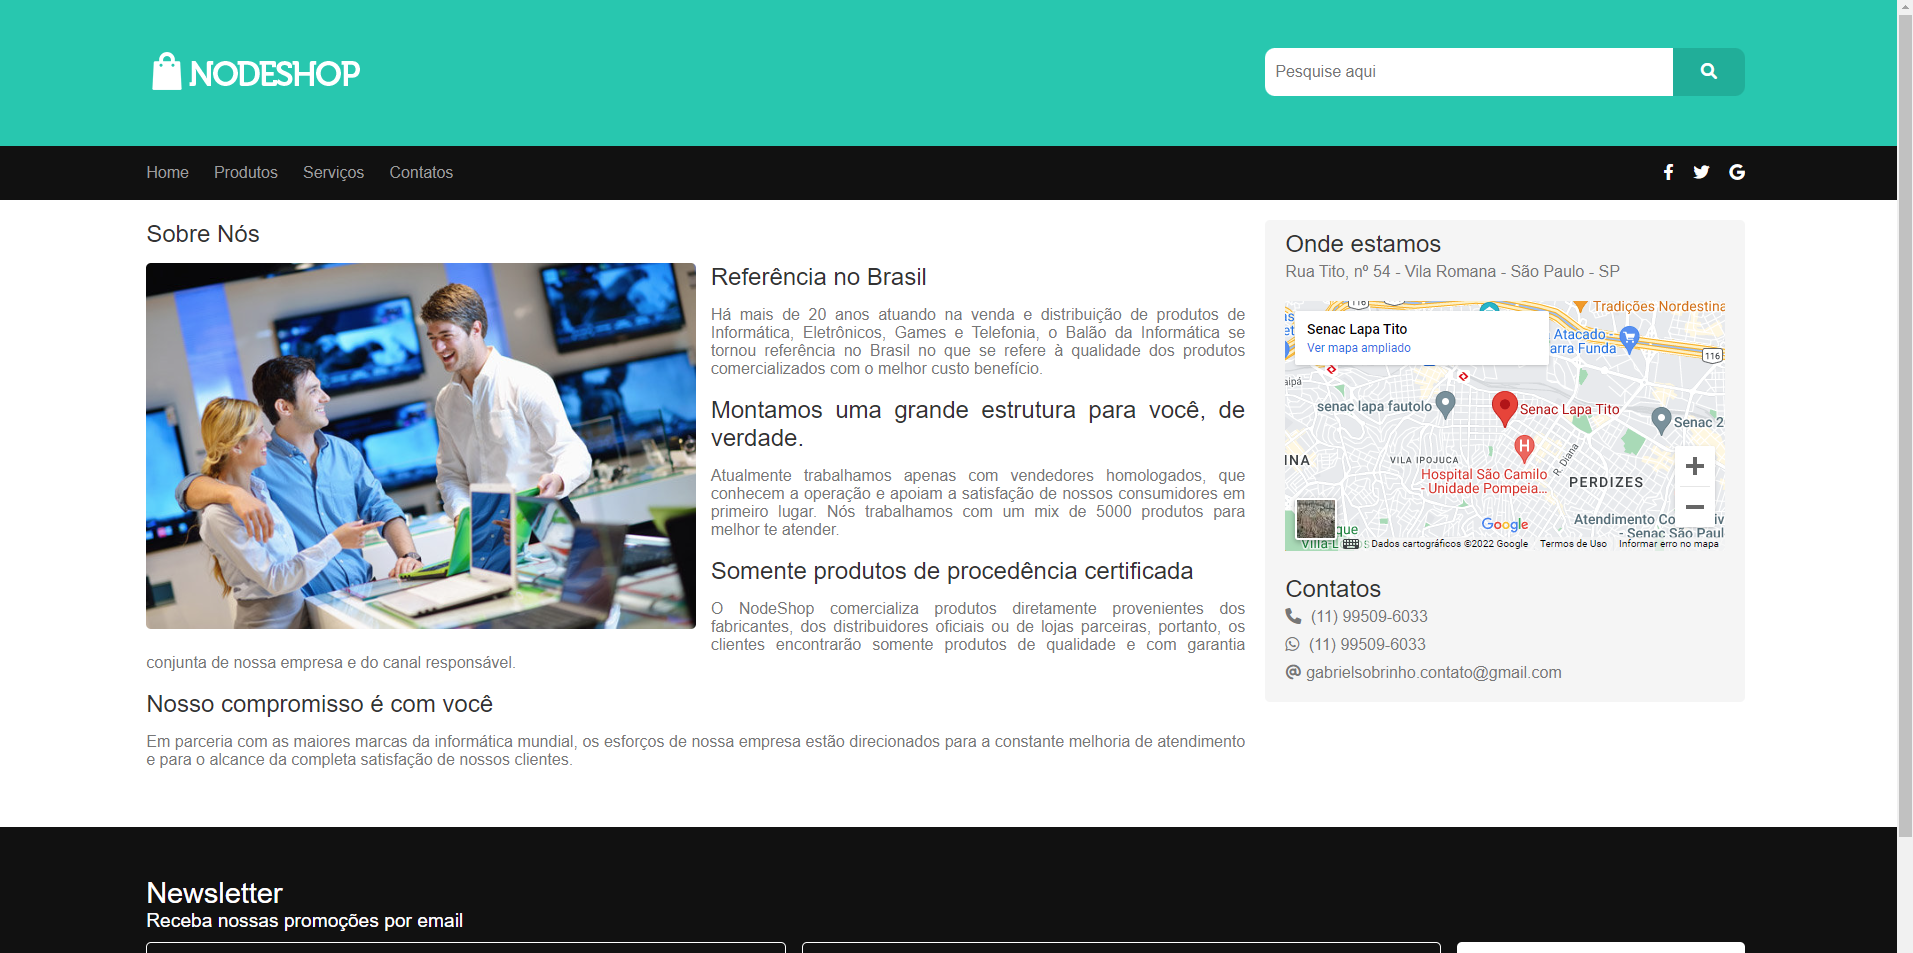 NODESHOP
Pesquise aqui
Home Produtos Serviços Contatos
Sobre Nós
Referência no Brasil
Há mais de 20 anos atuando na venda e distribuição de produtos de
Informática, Eletrônicos, Games e Telefonia, o Balão da Informática se
tornou referência no Brasil no que se refere à qualidade dos produtos
comercializados com o melhor custo benefício.
Montamos uma grande estrutura para você, de
verdade.
Atualmente trabalhamos apenas com vendedores homologados, que
conhecem a operação e apoiam a satisfação de nossos consumidores em
primeiro lugar. Nós trabalhamos com um mix de 5000 produtos para
melhor te atender.
Somente produtos de procedência certificada
O NodeShop comercializa produtos diretamente provenientes dos
fabricantes, dos distribuidores oficiais ou de lojas parceiras, portanto, os
clientes encontrarão somente produtos de qualidade e com garantia
conjunta de nossa empresa e do canal responsável.
Nosso compromisso é com você
Em parceria com as maiores marcas da informática mundial, os esforços de nossa empresa estão direcionados para a constante melhoria de atendimento
e para o alcance da completa satisfação de nossos clientes.
Onde estamos
Rua Tito, nº 54 - Vila Romana - São Paulo - SP
116
Tradições Nordestina
Senac Lapa Tito
Ver mapa ampliado
Atacado -
arra Funda
116
aipá
senac lapa fautolo
Senac Lapa Tito
Senac 2
INA
VILA IPOJUCA
R. Diana
Hospital São Camilo
- Unidade Pompeia...
PERDIZES
Google
Atendimento Co iv
- Senac São Paul
que
Villa-Lobos
Dados cartográficos ©2022 Google Termos de Uso Informar erro no mapa
Contatos
(11) 99509-6033
(11) 99509-6033
gabrielsobrinho.contato@gmail.com
Newsletter
Receba nossas promoções por email